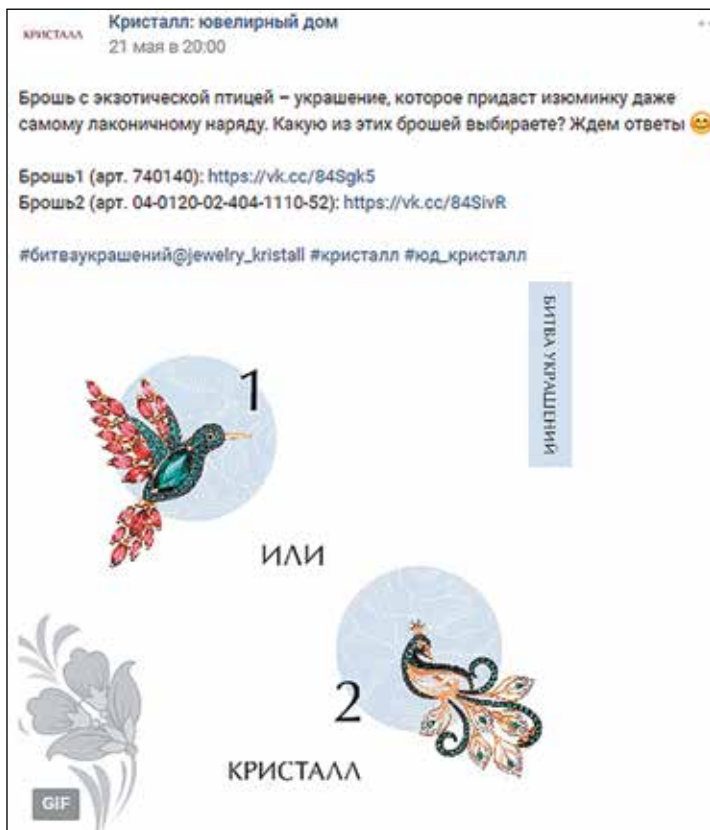 КРИСТАЛЛ
Кристалл: ювелирный дом
21 мая в 20:00
Брошь с экзотической птицей – украшение, которое придаст изюминку даже
самому лаконичному наряду. Какую из этих брошей выбираете? Ждем ответы 😊
Брошь1 (арт. 740140): https://vk.cc/84Sgk5
Брошь2 (арт. 04-0120-02-404-1110-52): https://vk.cc/84SivR
#битваукрашений@jewelry_kristall #кристалл #юд_кристалл
БИТВА УКРАШЕНИЙ
1
ИЛИ
2
КРИСТАЛЛ
GIF